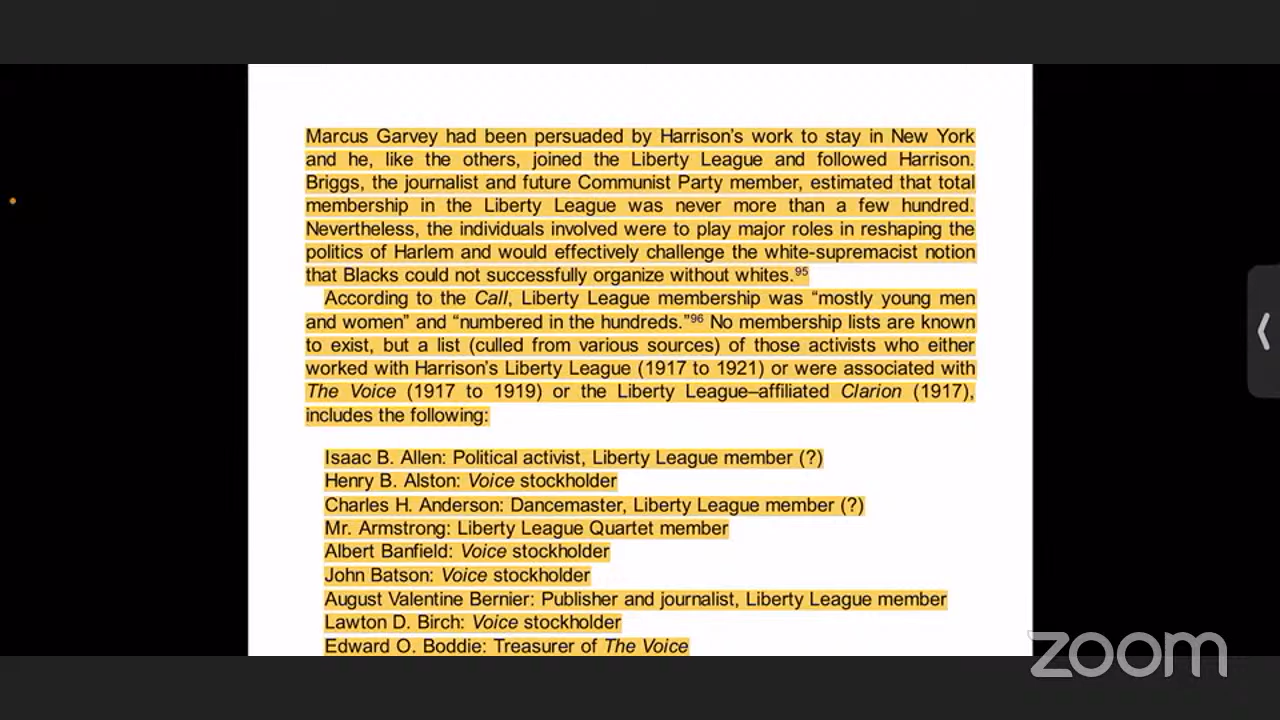 Marcus Garvey had been persuaded by Harrison’s work to stay in New York
and he, like the others, joined the Liberty League and followed Harrison.
Briggs, the journalist and future Communist Party member, estimated that total
membership in the Liberty League was never more than a few hundred.
Nevertheless, the individuals involved were to play major roles in reshaping the
politics of Harlem and would effectively challenge the white-supremacist notion
that Blacks could not successfully organize without whites.95
According to the Call, Liberty League membership was “mostly young men
and women” and “numbered in the hundreds.”96 No membership lists are known
to exist, but a list (culled from various sources) of those activists who either
worked with Harrison’s Liberty League (1917 to 1921) or were associated with
The Voice (1917 to 1919) or the Liberty League–affiliated Clarion (1917),
includes the following:
Isaac B. Allen: Political activist, Liberty League member (?)
Henry B. Alston: Voice stockholder
Charles H. Anderson: Dancemaster, Liberty League member (?)
Mr. Armstrong: Liberty League Quartet member
Albert Banfield: Voice stockholder
John Batson: Voice stockholder
August Valentine Bernier: Publisher and journalist, Liberty League member
Lawton D. Birch: Voice stockholder
Edward O. Boddie: Treasurer of The Voice
zoom